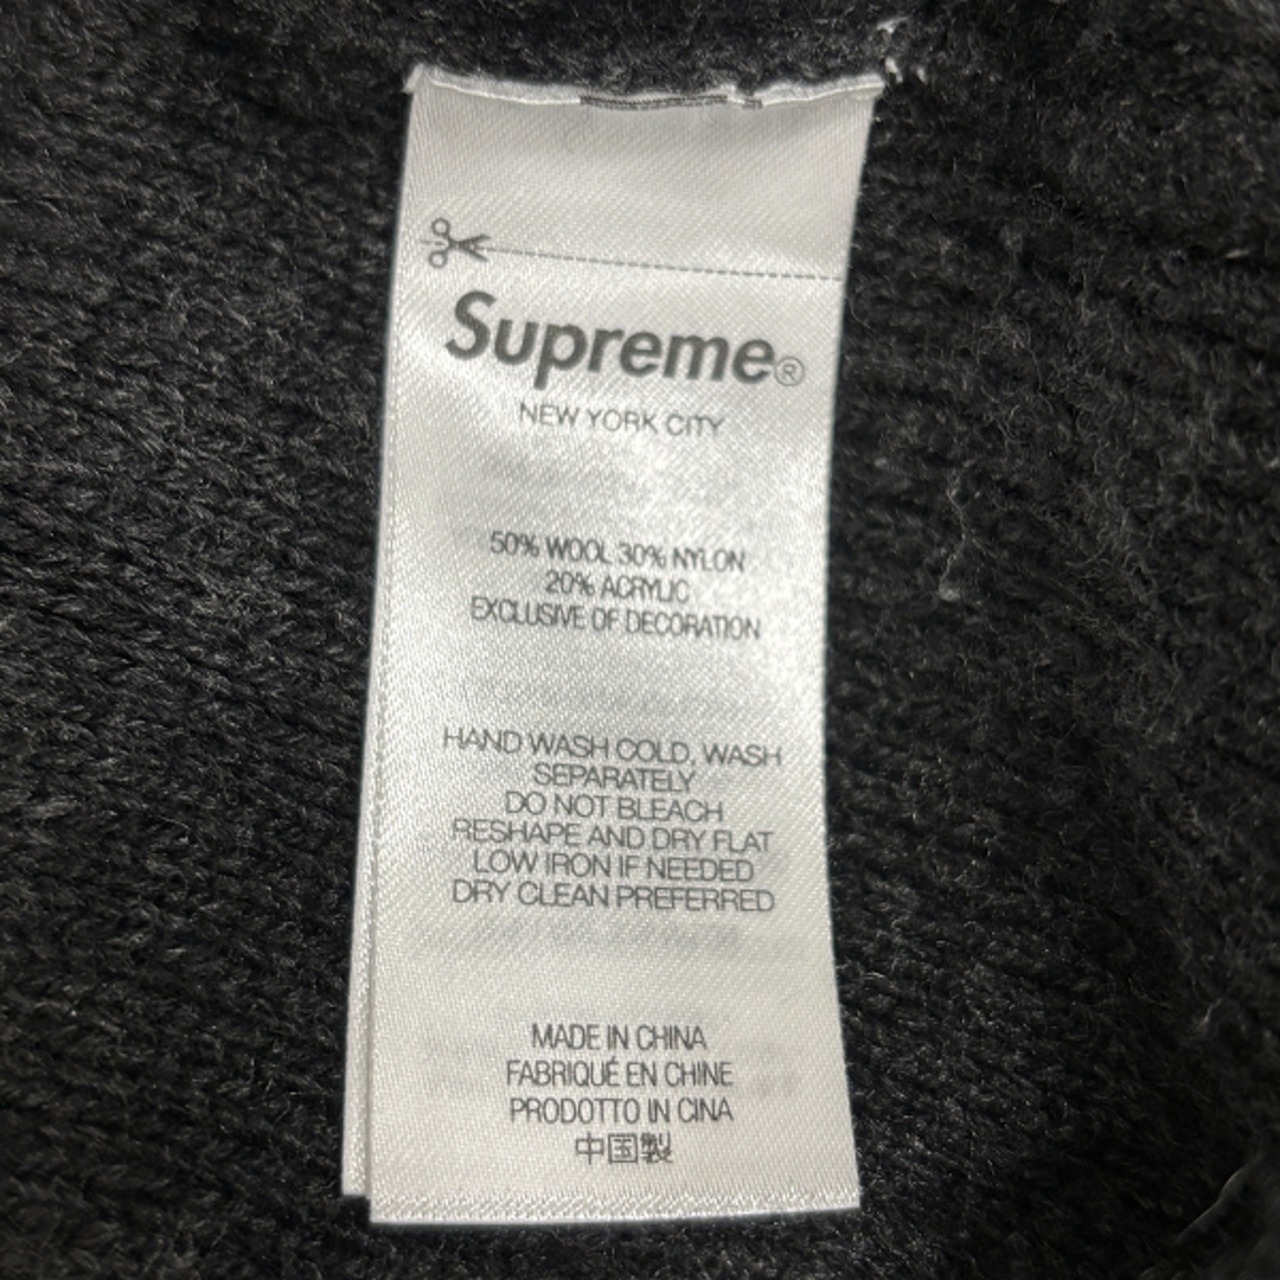 Supreme®
NEW YORK CITY
50% WOOL 30% NYLON
20% ACRYLIC
EXCLUSIVE OF DECORATION
HAND WASH COLD, WASH
SEPARATELY
DO NOT BLEACH
RESHAPE AND DRY FLAT
LOW IRON IF NEEDED
DRY CLEAN PREFERRED
MADE IN CHINA
FABRIQUÉ EN CHINE
PRODOTTO IN CINA
中国製